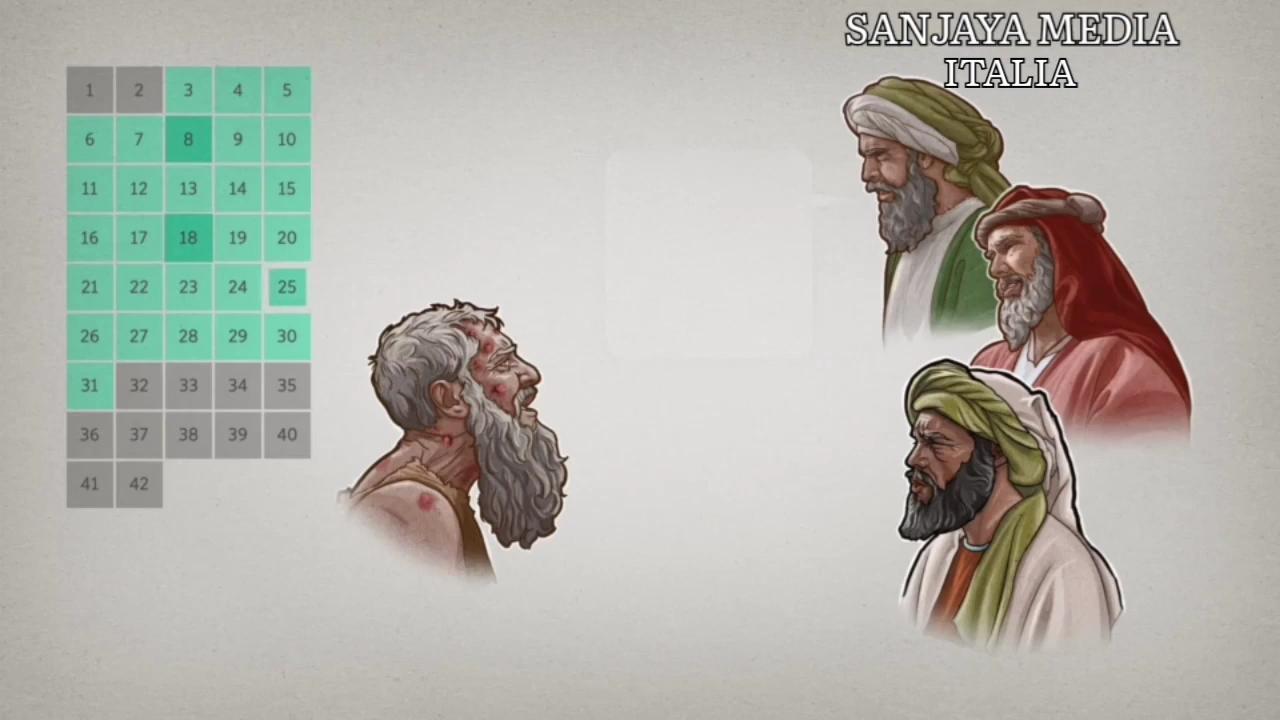 SANJAYA MEDIA
ITALIA
1 2 3 4 5
6 7 8 9 10
11 12 13 14 15
16 17 18 19 20
21 22 23 24 25
26 27 28 29 30
31 32 33 34 35
36 37 38 39 40
41 42